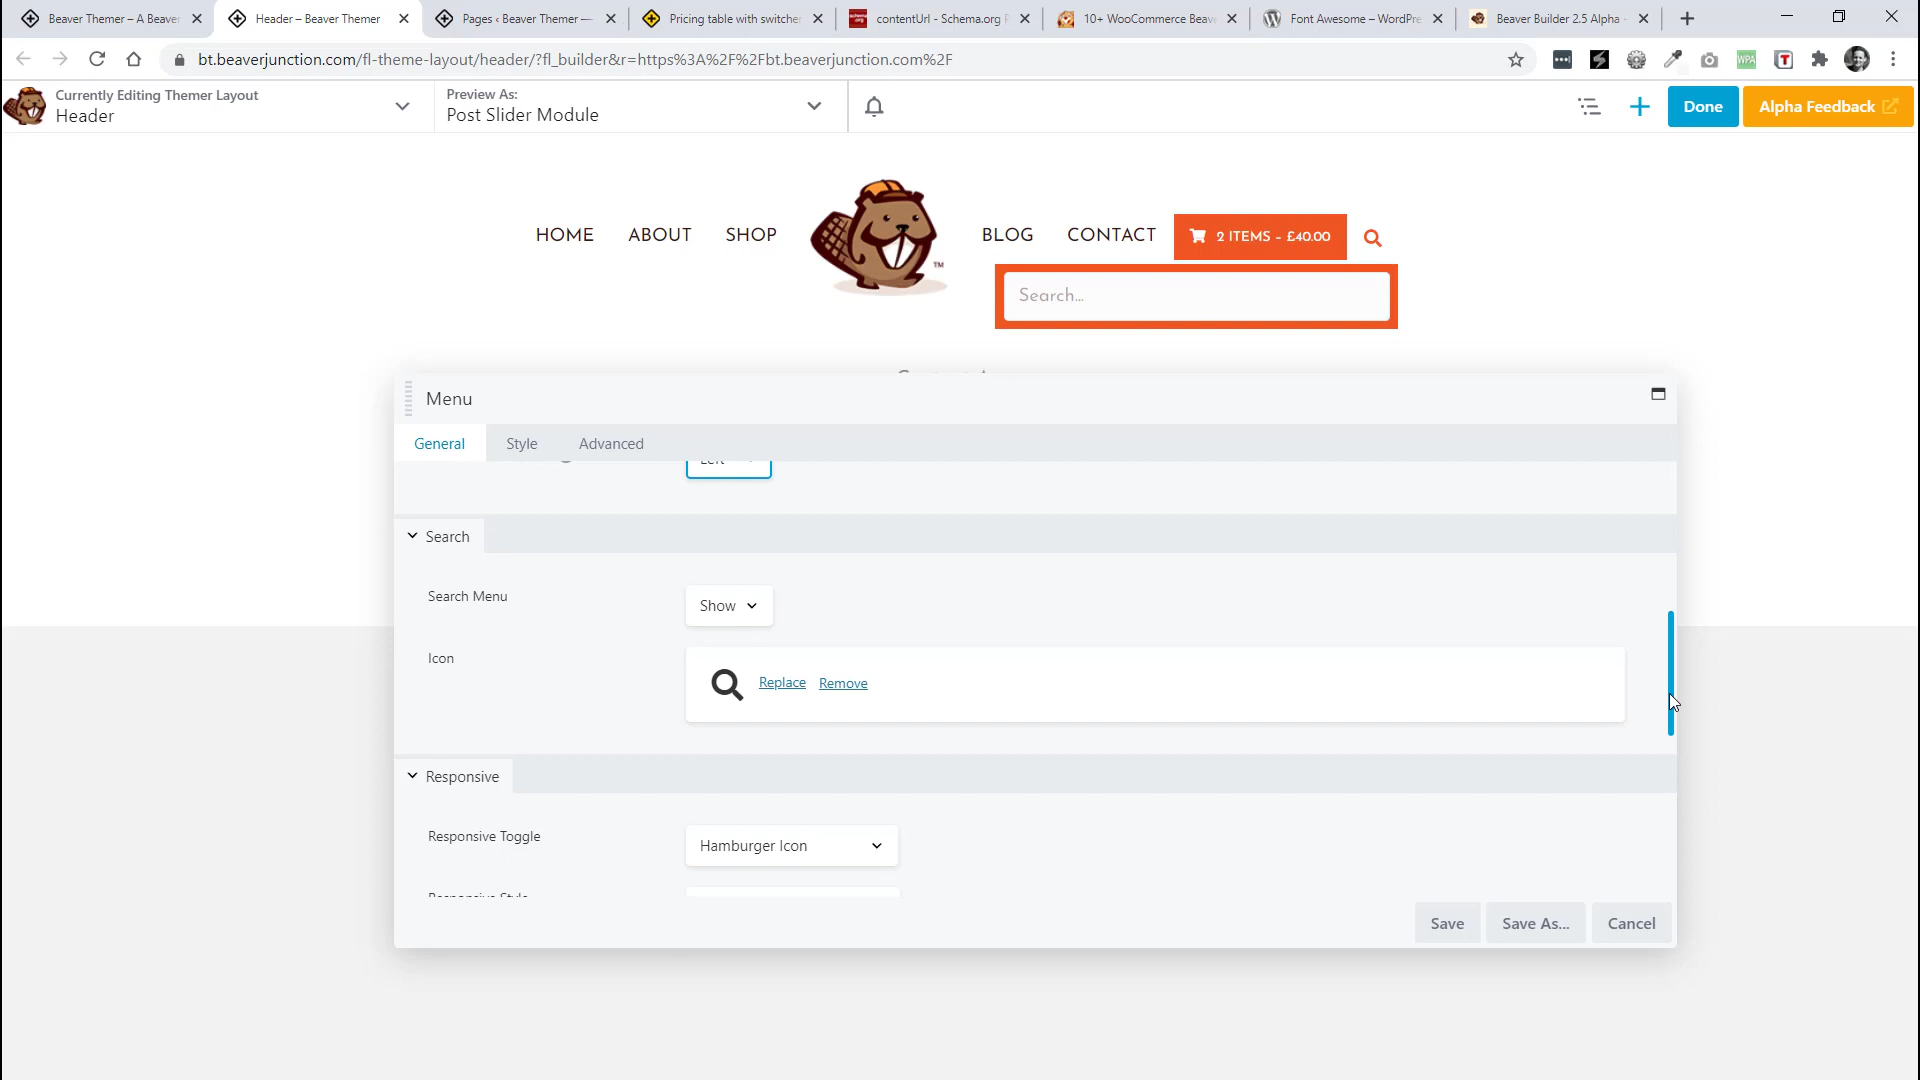 Beaver Themer – A Beaver
Header – Beaver Themer
Pages ‹ Beaver Themer —
Pricing table with switche
contentUrl - Schema.org P
10+ WooCommerce Beave
Font Awesome – WordPre
Beaver Builder 2.5 Alpha -
bt.beaverjunction.com/fl-theme-layout/header/?fl_builder&r=https%3A%2F%2Fbt.beaverjunction.com%2F
WPA
T
Currently Editing Themer Layout
Header
Preview As:
Post Slider Module
Done
Alpha Feedback
HOME
ABOUT
SHOP
TM
BLOG
CONTACT
2 ITEMS – £40.00
Search...
Menu
General
Style
Advanced
Left
Search
Search Menu
Show
Icon
Replace
Remove
Responsive
Responsive Toggle
Hamburger Icon
Responsive Style
Save
Save As...
Cancel